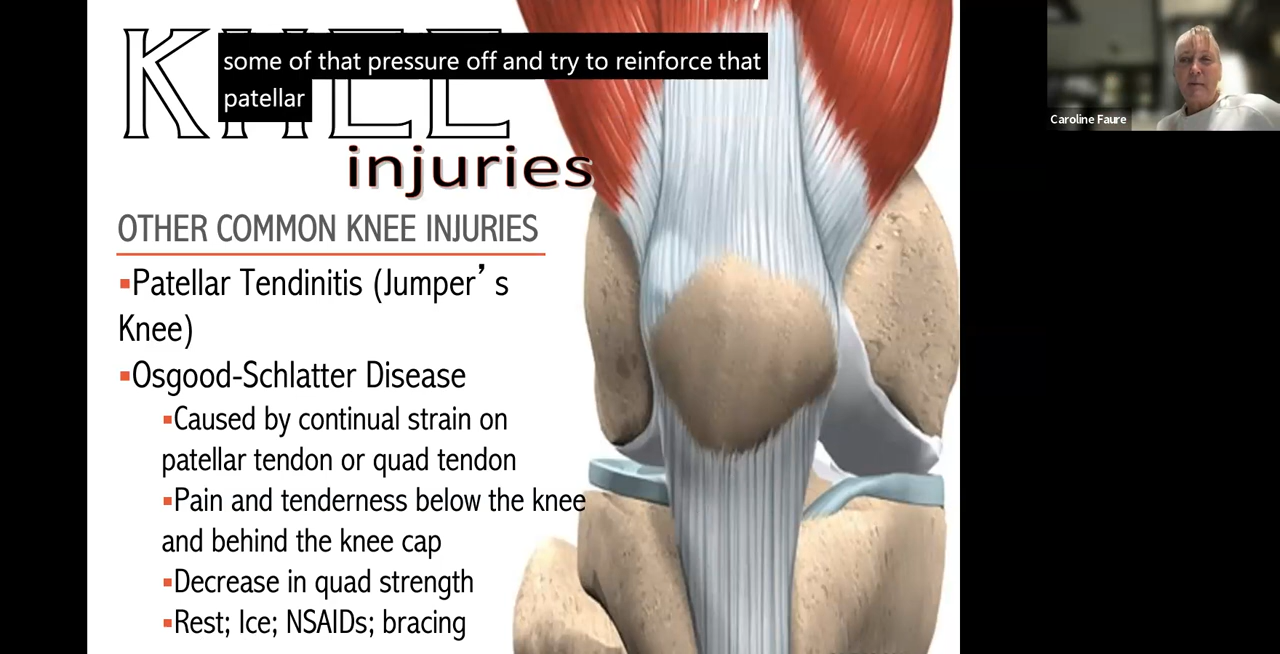 KNEE
some of that pressure off and try to reinforce that
patellar
injuries
OTHER COMMON KNEE INJURIES
▪Patellar Tendinitis (Jumper’s
Knee)
▪Osgood-Schlatter Disease
▪Caused by continual strain on
patellar tendon or quad tendon
▪Pain and tenderness below the knee
and behind the knee cap
▪Decrease in quad strength
▪Rest; Ice; NSAIDs; bracing
Caroline Faure